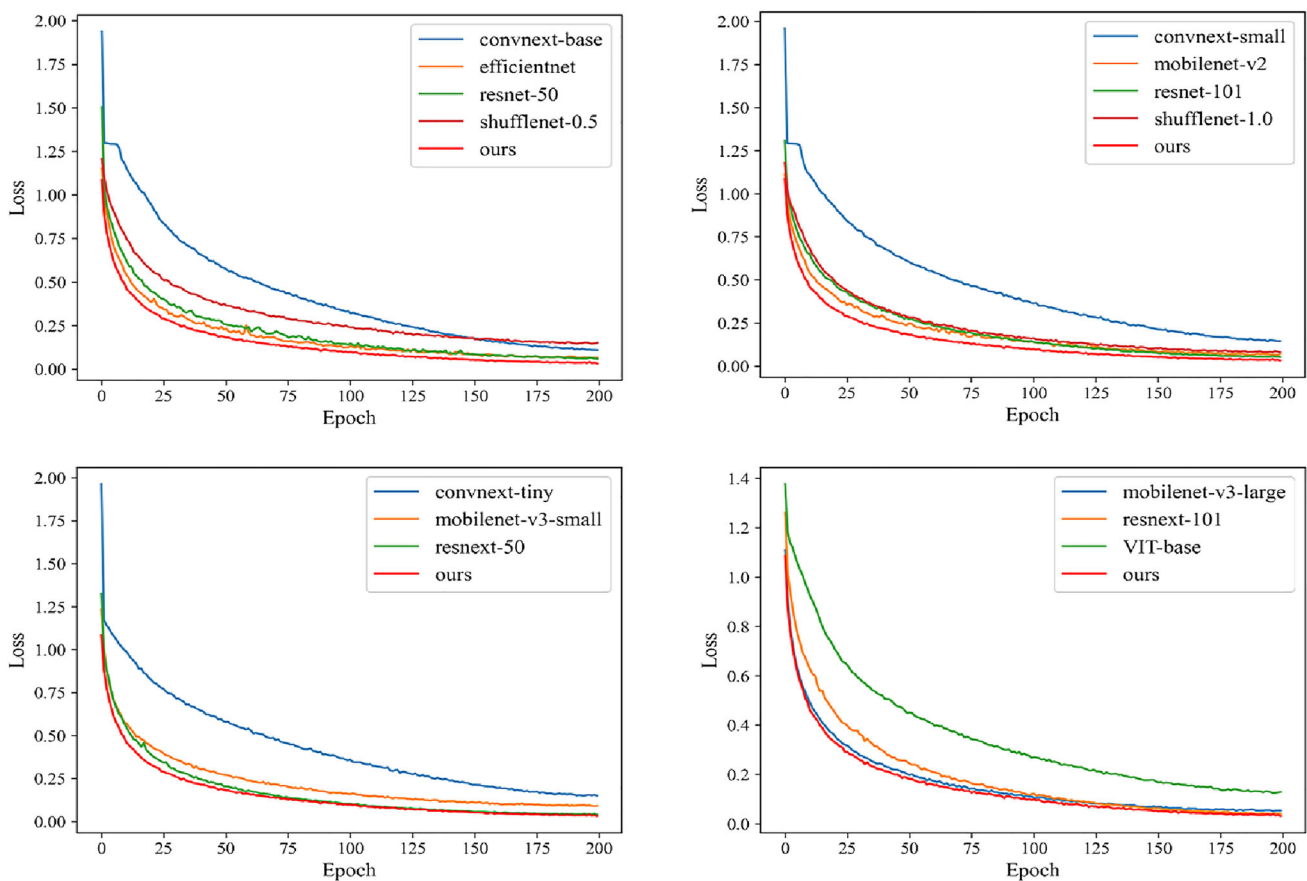 2.00
1.75
1.50
1.25
1.00
0.75
0.50
0.25
0.00
Loss
convnext-base
efficientnet
resnet-50
shufflenet-0.5
ours
0 25 50 75 100 125 150 175 200
Epoch
2.00
1.75
1.50
1.25
1.00
0.75
0.50
0.25
0.00
Loss
convnext-small
mobilenet-v2
resnet-101
shufflenet-1.0
ours
0 25 50 75 100 125 150 175 200
Epoch
2.00
1.75
1.50
1.25
1.00
0.75
0.50
0.25
0.00
Loss
convnext-tiny
mobilenet-v3-small
resnext-50
ours
0 25 50 75 100 125 150 175 200
Epoch
1.4
1.2
1.0
0.8
0.6
0.4
0.2
0.0
Loss
mobilenet-v3-large
resnext-101
VIT-base
ours
0 25 50 75 100 125 150 175 200
Epoch